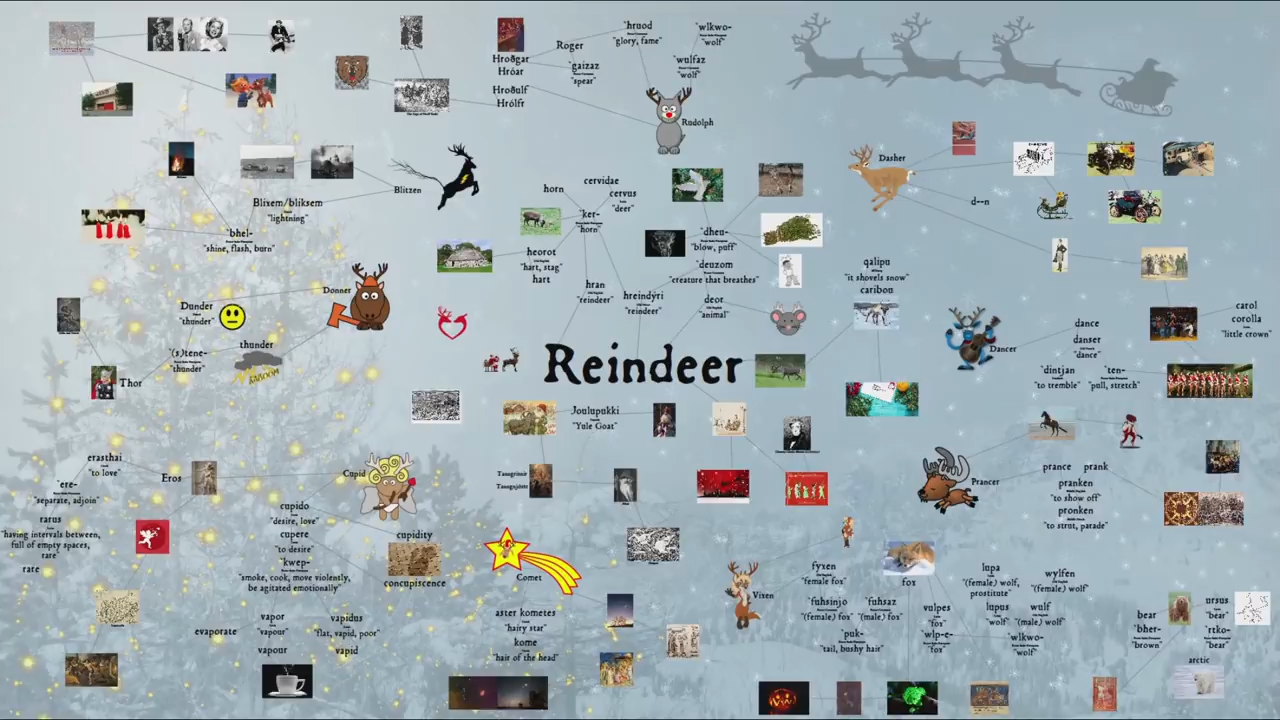 Reindeer
Rudolph
Hroðgar
Hróar
Hroðulf
Hrólfr
Roger
*hruod
"glory, fame"
*gaizaz
"spear"
*wlkwo-
"wolf"
*wulfaz
"wolf"
Dasher
d--n
Blitzen
Blixem/bliksem
"lightning"
*bhel-
"shine, flash, burn"
horn
cervidae
cervus
"deer"
*ker-
"horn"
heorot
"hart, stag"
hart
hran
"reindeer"
hreindyri
"reindeer"
*dheu-
"blow, puff"
*deuzom
"creature that breathes"
deor
"animal"
qalipu
"it shovels snow"
caribou
Donner
Dunder
"thunder"
thunder
*(s)tene-
"thunder"
KABOOM
Thor
Dancer
dance
danser
"dance"
*dintjan
"to tremble"
*ten-
"pull, stretch"
carol
corolla
"little crown"
Joulupukki
"Yule Goat"
Tanngrisnir
Tanngnjóstr
Prancer
prance
prank
pranken
"to show off"
pronken
"to strut, parade"
Cupid
Eros
erasthai
"to love"
*ere-
"separate, adjoin"
rarus
"having intervals between,
full of empty spaces,
rare"
rare
cupido
"desire, love"
cupere
"to desire"
*kwep-
"smoke, cook, move violently,
be agitated emotionally"
cupidity
concupiscence
evaporate
vapor
"vapour"
vapour
vapidus
"flat, vapid, poor"
vapid
Comet
aster kometes
"hairy star"
kome
"hair of the head"
Vixen
fyxen
"female fox"
*fuhsinjo
"(female) fox"
*fuhsaz
"(male) fox"
*puk-
"tail, bushy hair"
fox
vulpes
"fox"
*wlp-e-
"fox"
lupa
"(female) wolf,
prostitute"
lupus
"wolf"
wylfen
"(female) wolf"
wulf
"(male) wolf"
*wlkwo-
"wolf"
bear
*bher-
"brown"
ursus
"bear"
*rtko-
"bear"
arctic